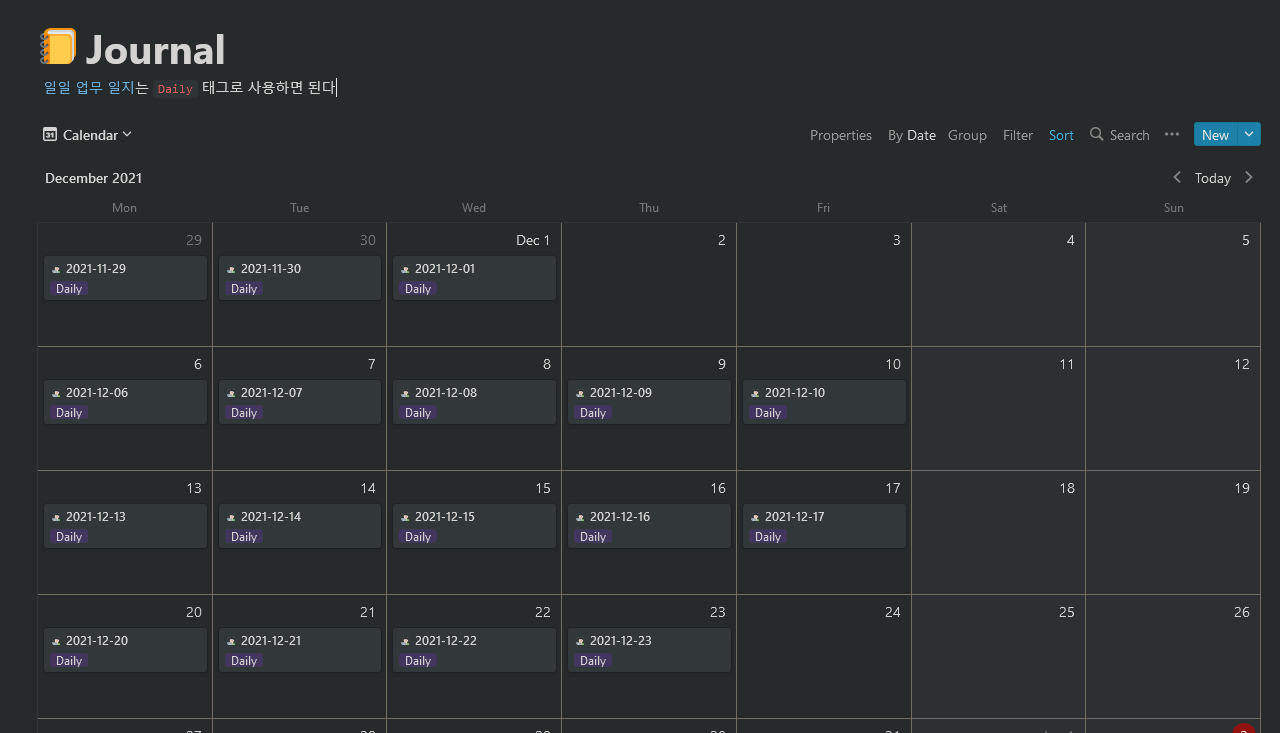 Journal
일일 업무 일지는 Daily 태그로 사용하면 된다
Calendar Properties By Date Group Filter Sort Search New
December 2021 Today
Mon Tue Wed Thu Fri Sat Sun
29 30 Dec 1 2 3 4 5
2021-11-29 2021-11-30 2021-12-01
Daily Daily Daily
6 7 8 9 10 11 12
2021-12-06 2021-12-07 2021-12-08 2021-12-09 2021-12-10
Daily Daily Daily Daily Daily
13 14 15 16 17 18 19
2021-12-13 2021-12-14 2021-12-15 2021-12-16 2021-12-17
Daily Daily Daily Daily Daily
20 21 22 23 24 25 26
2021-12-20 2021-12-21 2021-12-22 2021-12-23
Daily Daily Daily Daily
27 28 29 30 31